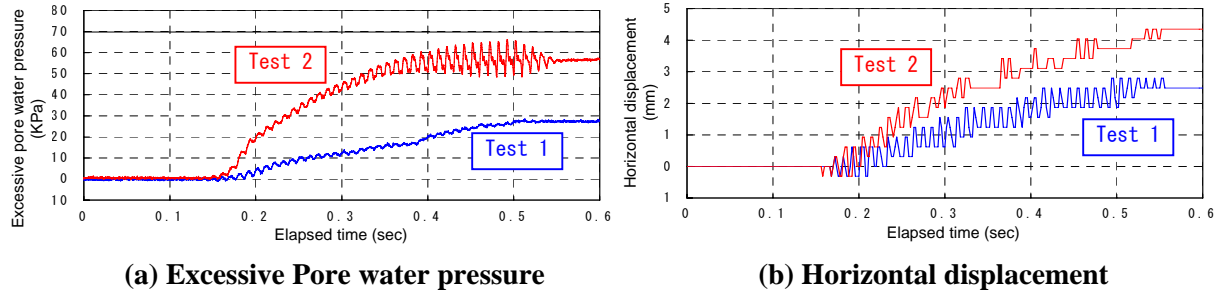 Excessive pore water pressure
(KPa)
80
70
60
50
40
30
20
10
0
10
Test 2
Test 1
0
0.1
0.2
0.3
0.4
0.5
0.6
Elapsed time (sec)
(a) Excessive Pore water pressure
Horizontal displacement
(mm)
5
4
3
2
1
0
1
Test 2
Test 1
0
0.1
0.2
0.3
0.4
0.5
0.6
Elapsed time (sec)
(b) Horizontal displacement